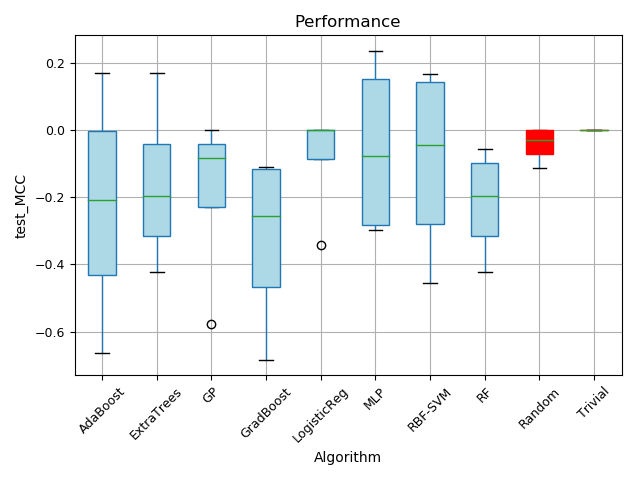 Performance
test_MCC
0.2
0.0
−0.2
−0.4
−0.6
AdaBoost
ExtraTrees
GP
GradBoost
LogisticReg
MLP
RBF-SVM
RF
Random
Trivial
Algorithm